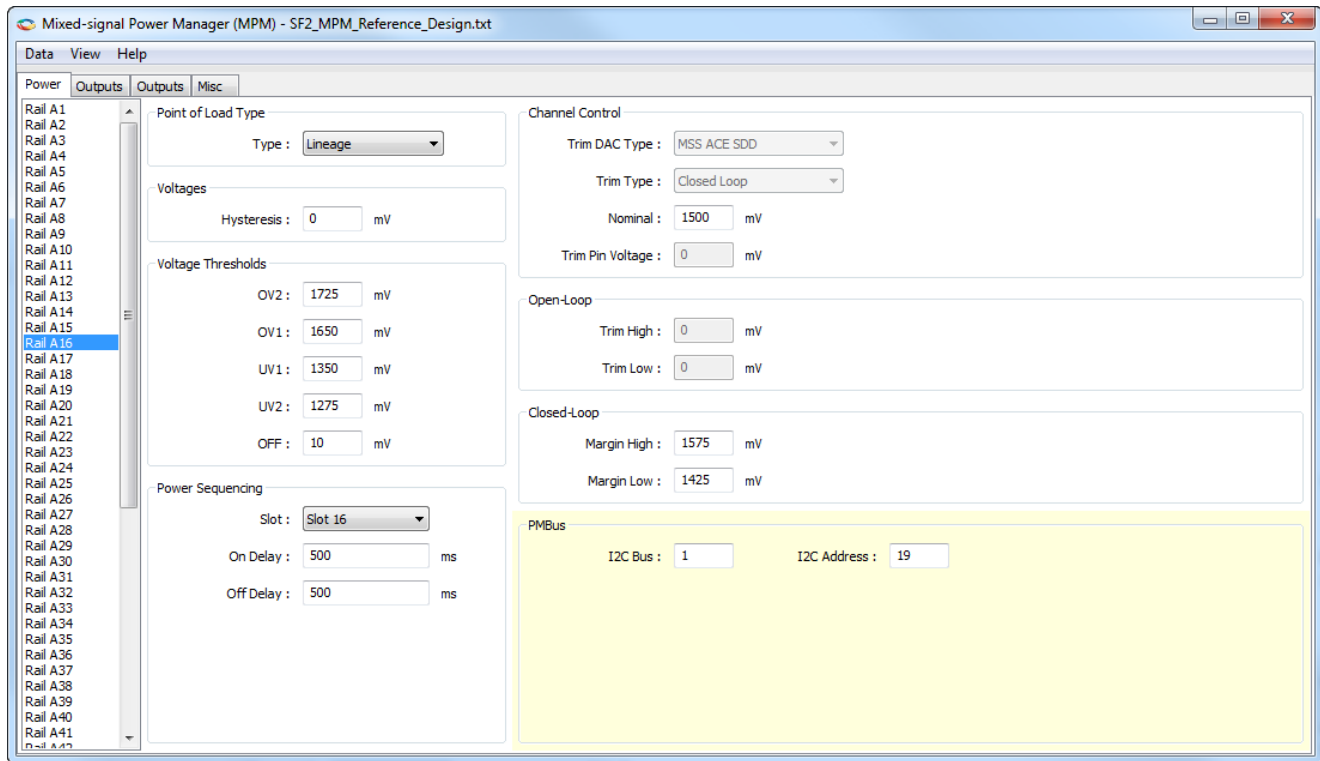 Mixed-signal Power Manager (MPM) - SF2_MPM_Reference_Design.txt
Data View Help
Power Outputs Outputs Misc
Rail A1
Rail A2
Rail A3
Rail A4
Rail A5
Rail A6
Rail A7
Rail A8
Rail A9
Rail A10
Rail A11
Rail A12
Rail A13
Rail A14
Rail A15
Rail A16
Rail A17
Rail A18
Rail A19
Rail A20
Rail A21
Rail A22
Rail A23
Rail A24
Rail A25
Rail A26
Rail A27
Rail A28
Rail A29
Rail A30
Rail A31
Rail A32
Rail A33
Rail A34
Rail A35
Rail A36
Rail A37
Rail A38
Rail A39
Rail A40
Rail A41
Rail A42
Point of Load Type
Type : Lineage
Voltages
Hysteresis : 0 mV
Voltage Thresholds
OV2 : 1725 mV
OV1 : 1650 mV
UV1 : 1350 mV
UV2 : 1275 mV
OFF : 10 mV
Power Sequencing
Slot : Slot 16
On Delay : 500 ms
Off Delay : 500 ms
Channel Control
Trim DAC Type : MSS ACE SDD
Trim Type : Closed Loop
Nominal : 1500 mV
Trim Pin Voltage : 0 mV
Open-Loop
Trim High : 0 mV
Trim Low : 0 mV
Closed-Loop
Margin High : 1575 mV
Margin Low : 1425 mV
PMBus
I2C Bus : 1 I2C Address : 19